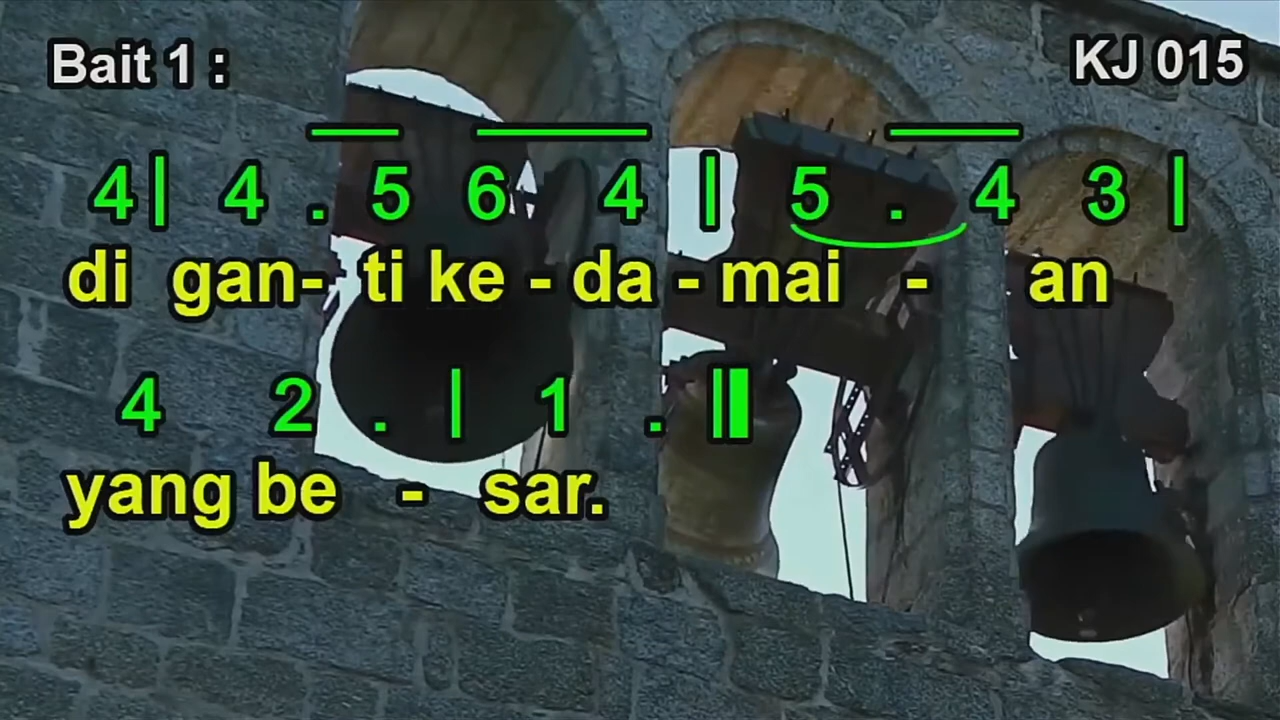 Bait 1 : KJ 015
4 | 4 . 5 6 4 | 5 . 4 3 |
di gan- ti ke - da - mai - an
4 2 . | 1 . ||
yang be - sar.